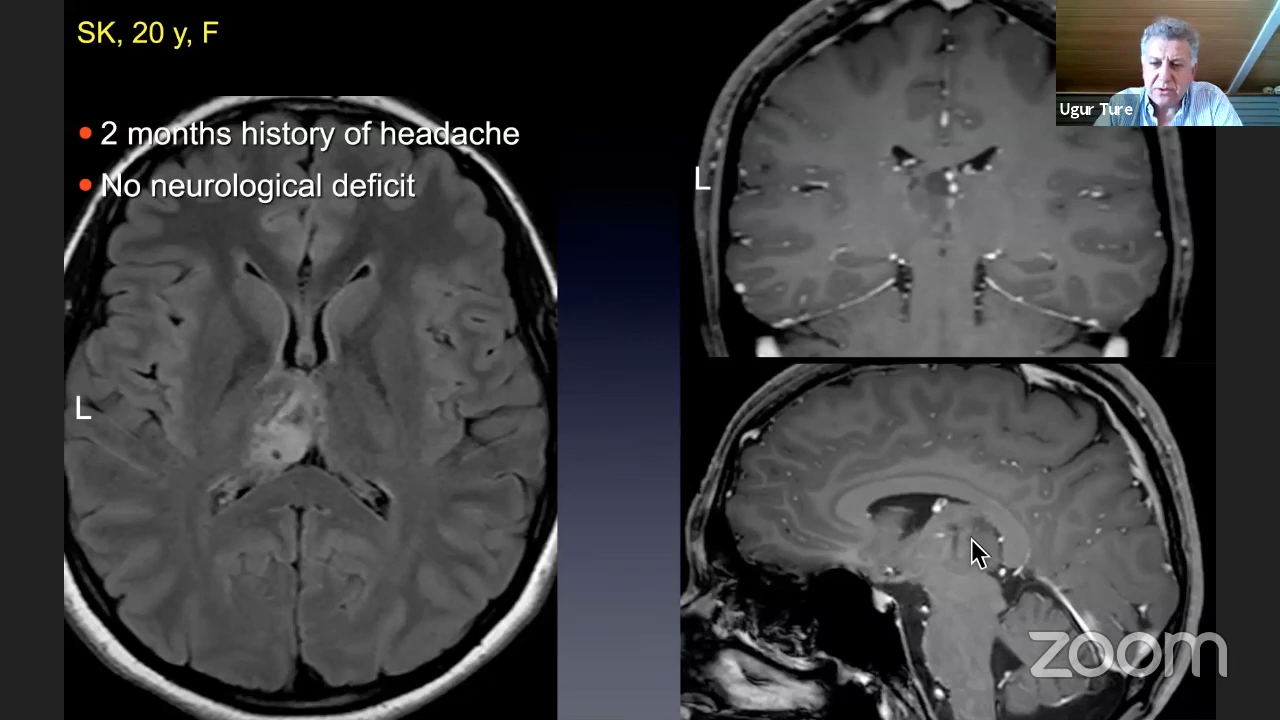 SK, 20 y, F
2 months history of headache
No neurological deficit
L
L
Ugur Ture
zoom